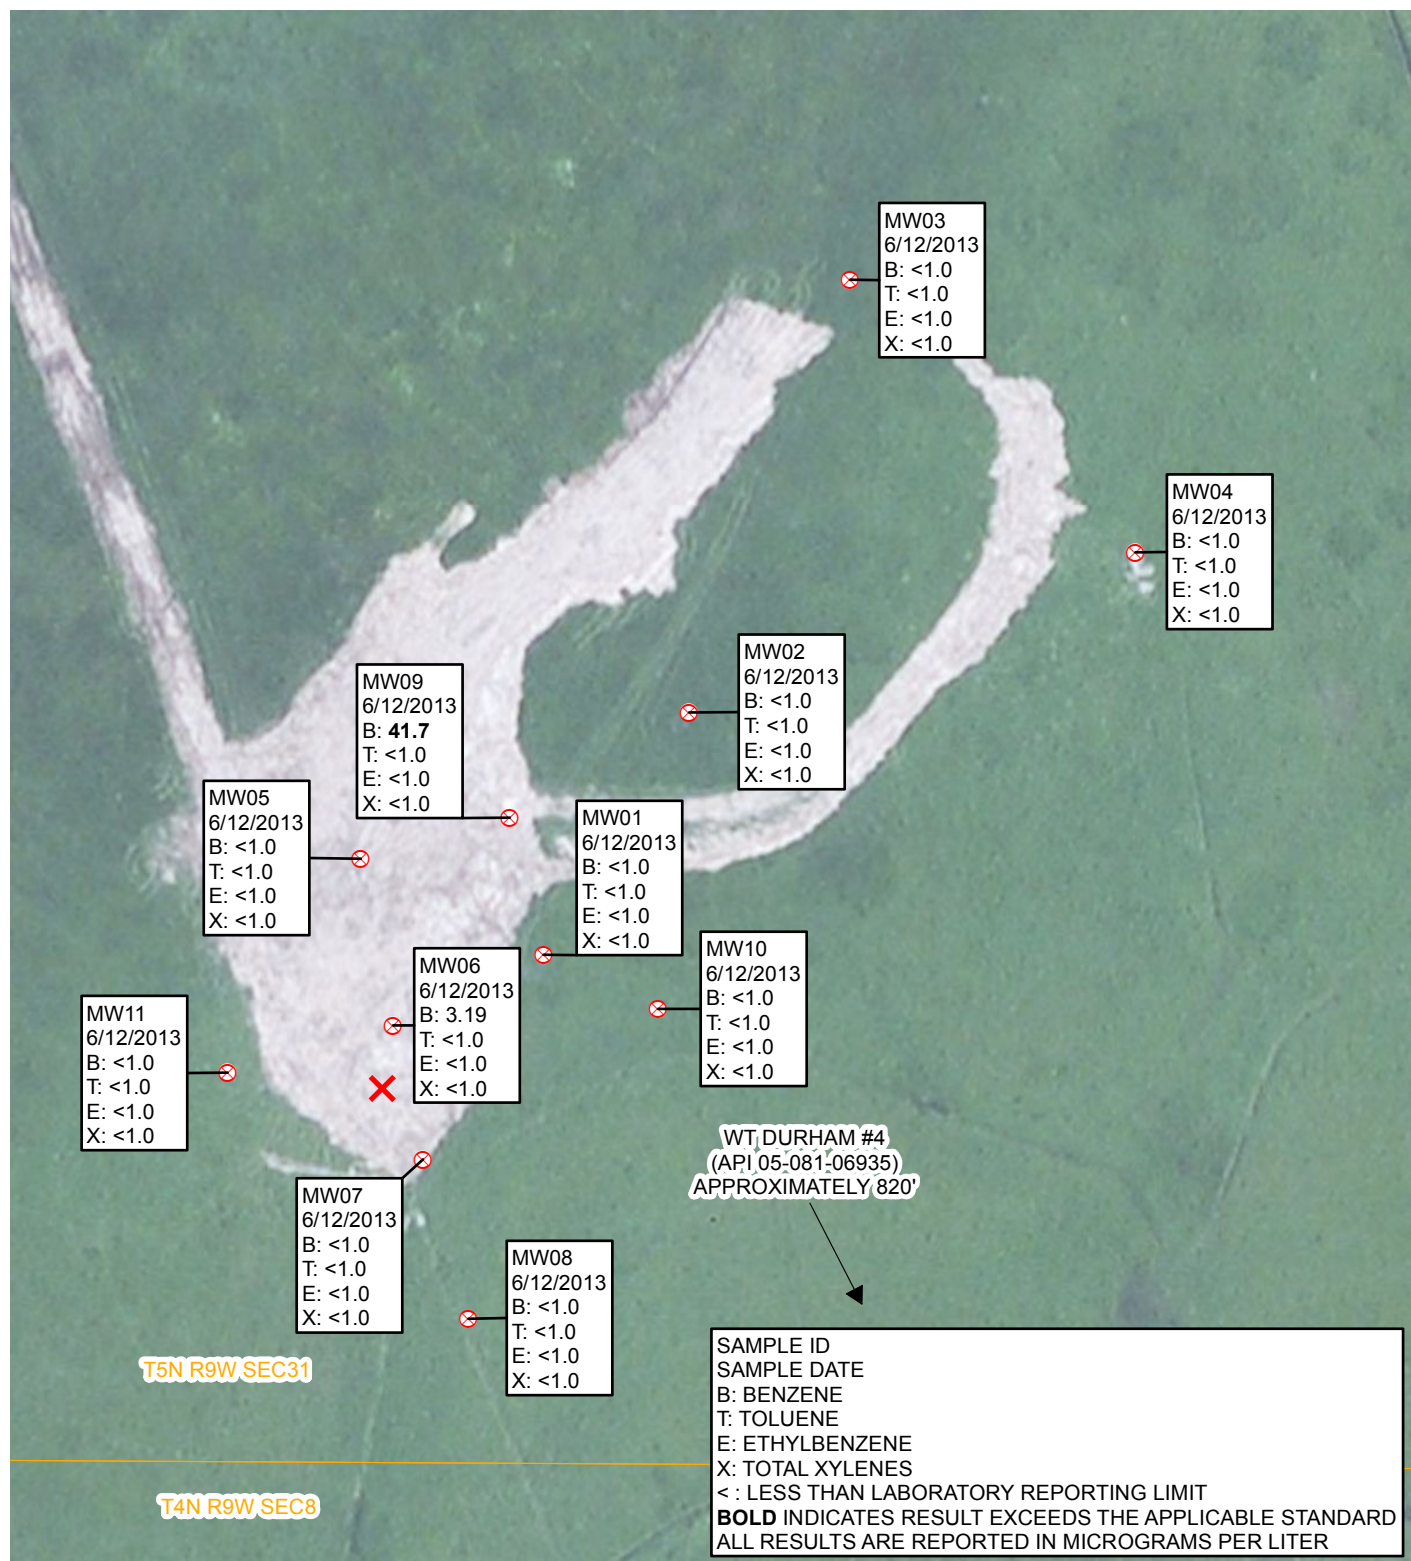 MW03
6/12/2013
B: <1.0
T: <1.0
E: <1.0
X: <1.0
MW04
6/12/2013
B: <1.0
T: <1.0
E: <1.0
X: <1.0
MW02
6/12/2013
B: <1.0
T: <1.0
E: <1.0
X: <1.0
MW09
6/12/2013
B: 41.7
T: <1.0
E: <1.0
X: <1.0
MW05
6/12/2013
B: <1.0
T: <1.0
E: <1.0
X: <1.0
MW01
6/12/2013
B: <1.0
T: <1.0
E: <1.0
X: <1.0
MW10
6/12/2013
B: <1.0
T: <1.0
E: <1.0
X: <1.0
MW06
6/12/2013
B: 3.19
T: <1.0
E: <1.0
X: <1.0
MW11
6/12/2013
B: <1.0
T: <1.0
E: <1.0
X: <1.0
WT DURHAM #4
(API 05-081-06935)
APPROXIMATELY 820'
MW07
6/12/2013
B: <1.0
T: <1.0
E: <1.0
X: <1.0
MW08
6/12/2013
B: <1.0
T: <1.0
E: <1.0
X: <1.0
T5N R9W SEC31
T4N R9W SEC8
SAMPLE ID
SAMPLE DATE
B: BENZENE
T: TOLUENE
E: ETHYLBENZENE
X: TOTAL XYLENES
< : LESS THAN LABORATORY REPORTING LIMIT
BOLD INDICATES RESULT EXCEEDS THE APPLICABLE STANDARD
ALL RESULTS ARE REPORTED IN MICROGRAMS PER LITER